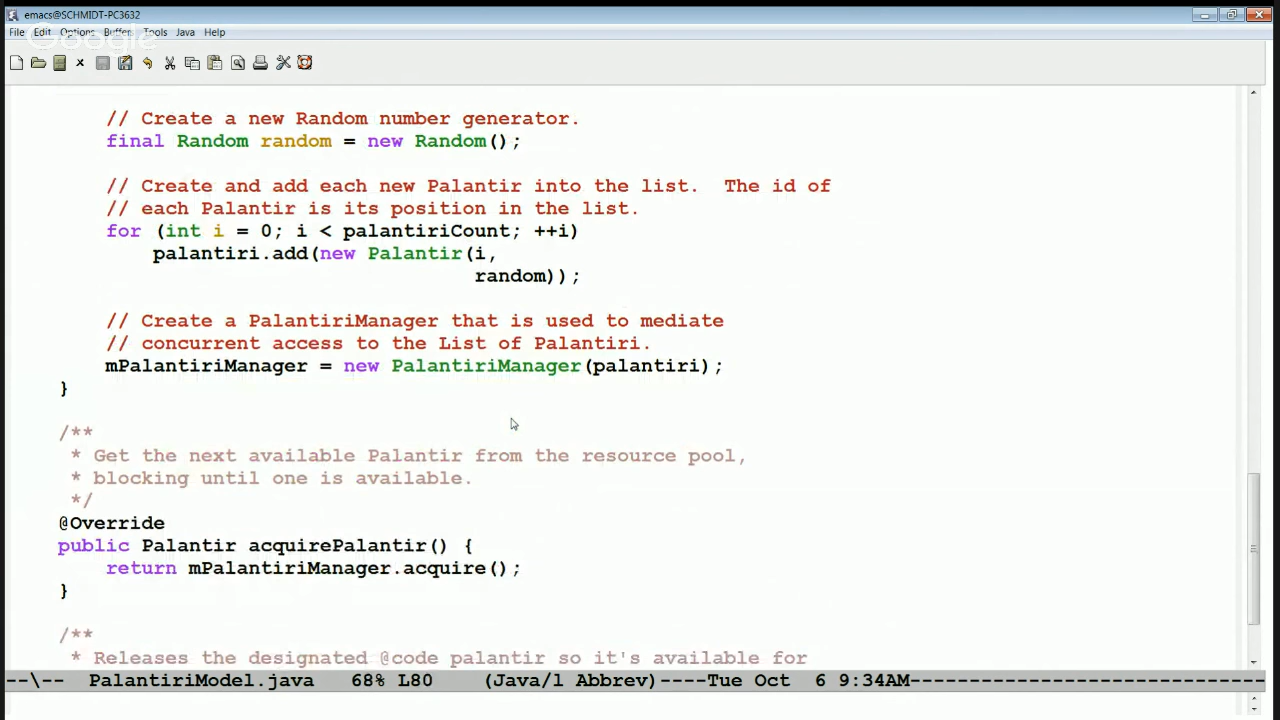 emacs@SCHMIDT-PC3632
File Edit Options Buffer Tools Java Help
Google
// Create a new Random number generator.
final Random random = new Random();
// Create and add each new Palantir into the list.  The id of
// each Palantir is its position in the list.
for (int i = 0; i < palantiriCount; ++i)
palantiri.add(new Palantir(i,
random));
// Create a PalantiriManager that is used to mediate
// concurrent access to the List of Palantiri.
mPalantiriManager = new PalantiriManager(palantiri);
}
/**
* Get the next available Palantir from the resource pool,
* blocking until one is available.
*/
@Override
public Palantir acquirePalantir() {
return mPalantiriManager.acquire();
}
/**
* Releases the designated @code palantir so it's available for
--\--  PalantiriModel.java   68% L80    (Java/l Abbrev)----Tue Oct  6 9:34AM------------------------------